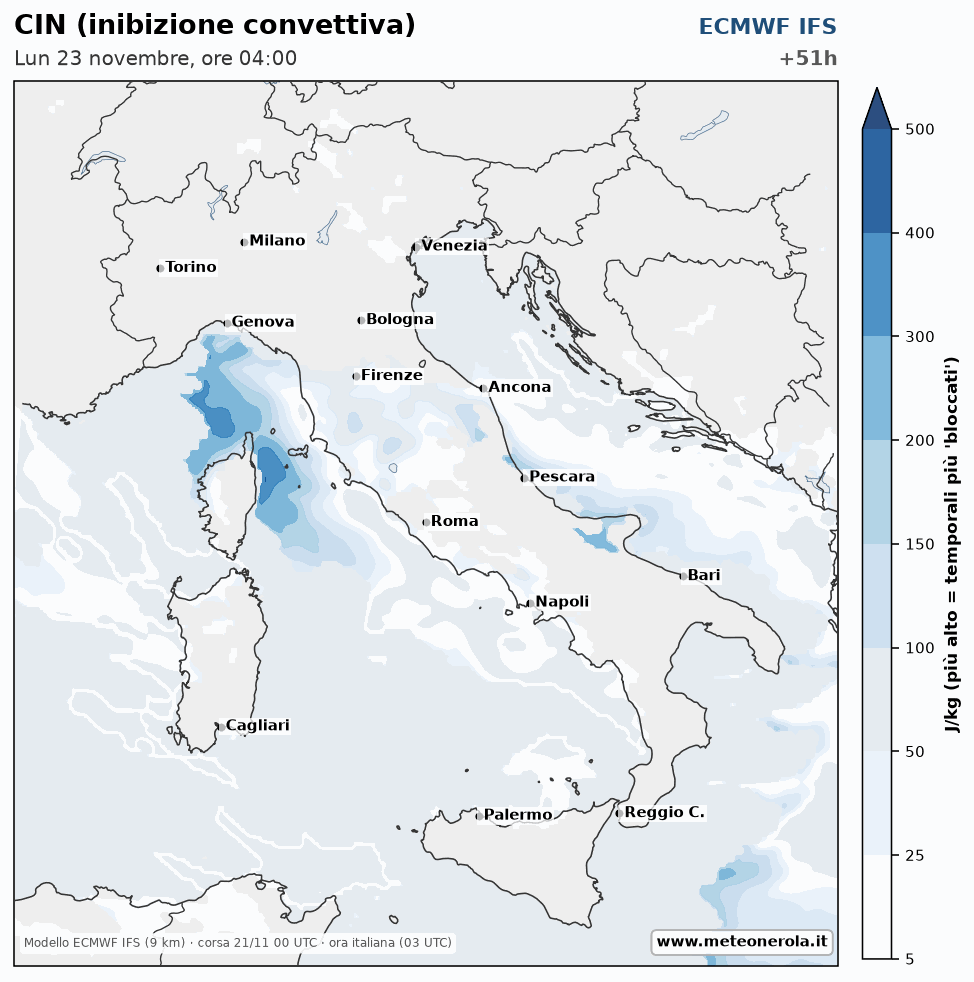 CIN (inibizione convettiva)
ECMWF IFS
Lun 23 novembre, ore 04:00
+51h
Milano
Venezia
Torino
Genova
Bologna
Firenze
Ancona
Pescara
Roma
Bari
Napoli
Cagliari
Palermo
Reggio C.
500
400
300
200
150
100
50
25
5
J/kg (più alto = temporali più 'bloccati')
Modello ECMWF IFS (9 km) · corsa 21/11 00 UTC · ora italiana (03 UTC)
www.meteonerola.it